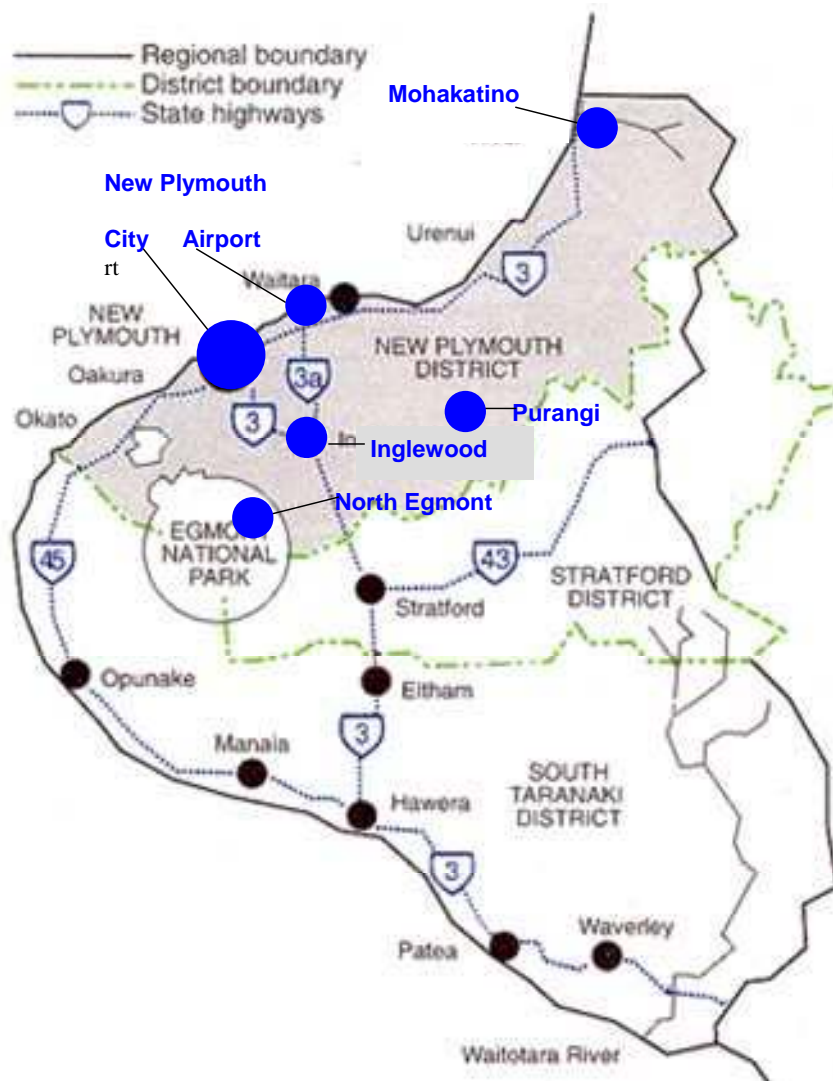 Regional boundary
District boundary
State highways
Mohakatino
New Plymouth
City Airport
rt
Urenui
Waitara
3
NEW
PLYMOUTH
NEW PLYMOUTH
DISTRICT
Oakura
3a
Okato
3
Purangi
In
Inglewood
North Egmont
EGMONT
NATIONAL
PARK
45
43
STRATFORD
DISTRICT
Stratford
Opunake
Eltham
3
Manaia
SOUTH
TARANAKI
DISTRICT
Hawera
3
Patea
Waverley
Waitotara River